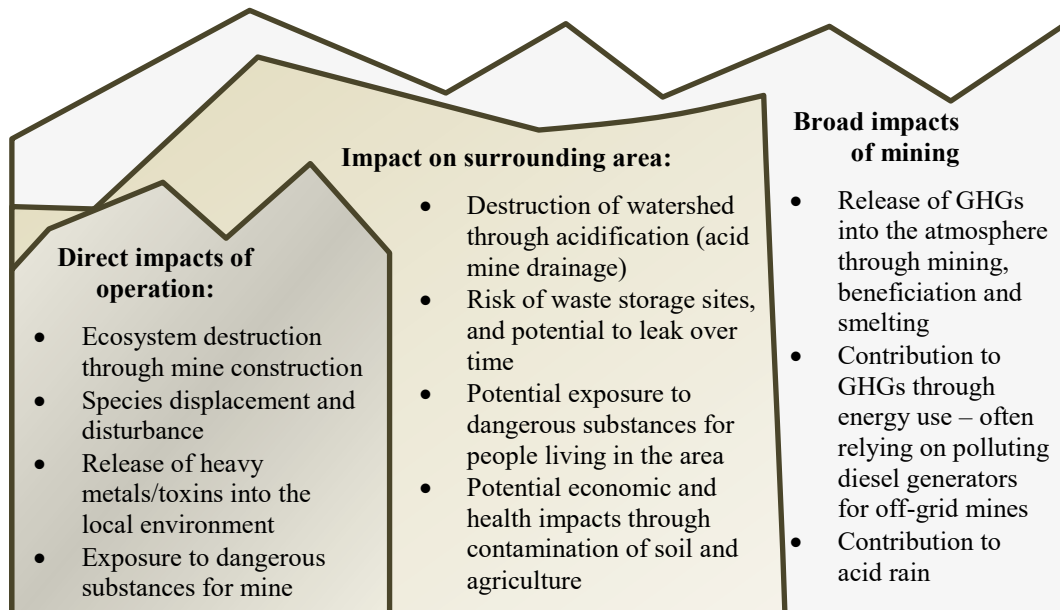 Direct impacts of
operation:
• Ecosystem destruction
through mine construction
• Species displacement and
disturbance
• Release of heavy
metals/toxins into the
local environment
• Exposure to dangerous
substances for mine
Impact on surrounding area:
• Destruction of watershed
through acidification (acid
mine drainage)
• Risk of waste storage sites,
and potential to leak over
time
• Potential exposure to
dangerous substances for
people living in the area
• Potential economic and
health impacts through
contamination of soil and
agriculture
Broad impacts
of mining
• Release of GHGs
into the atmosphere
through mining,
beneficiation and
smelting
• Contribution to
GHGs through
energy use – often
relying on polluting
diesel generators
for off-grid mines
• Contribution to
acid rain